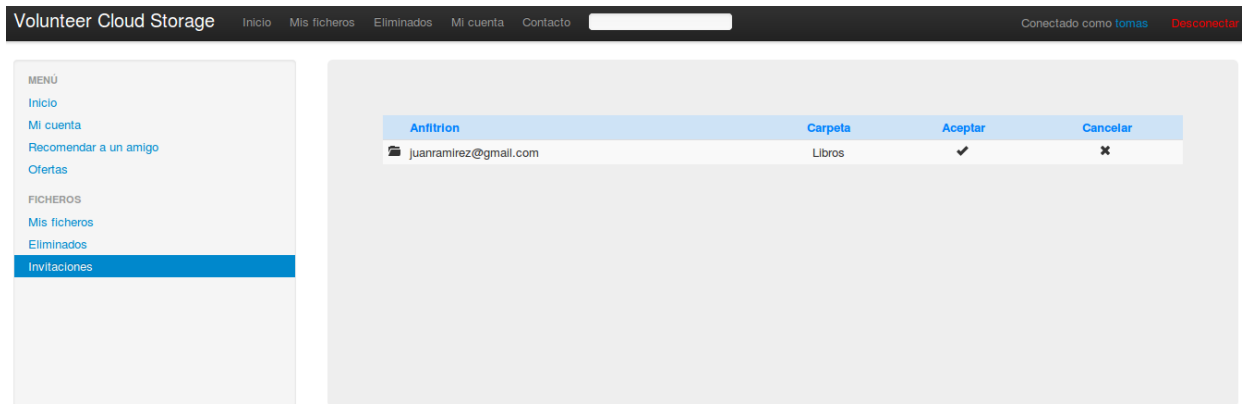 Volunteer Cloud Storage Inicio Mis ficheros Eliminados Mi cuenta Contacto Conectado como tomas Desconectar
MENÚ
Inicio
Mi cuenta
Recomendar a un amigo
Ofertas
FICHEROS
Mis ficheros
Eliminados
Invitaciones
Anfitrion Carpeta Aceptar Cancelar
juanramirez@gmail.com Libros